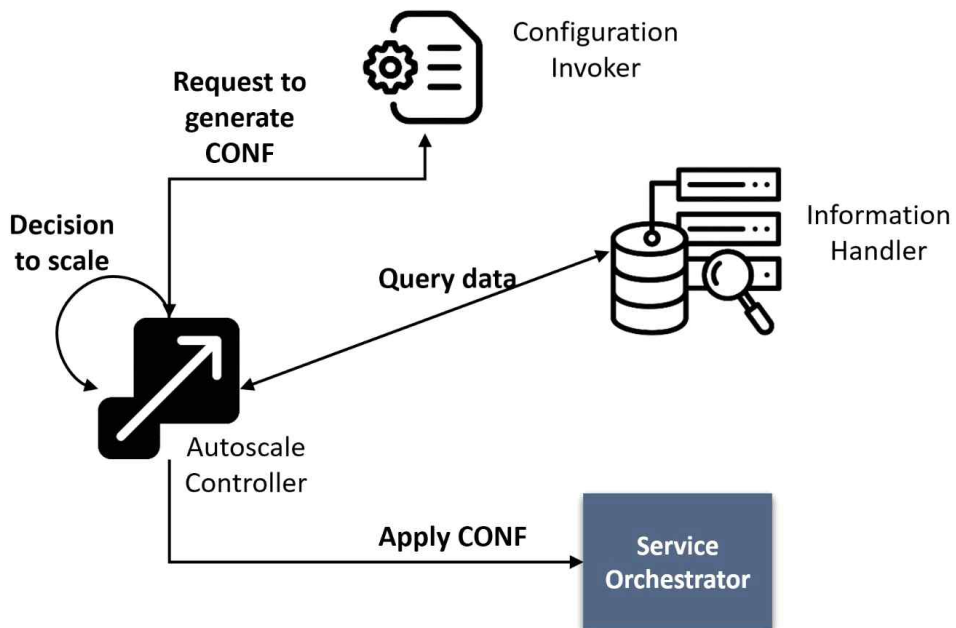 Configuration
Invoker
Request to
generate
CONF
Information
Handler
Decision
to scale
Query data
Autoscale
Controller
Apply CONF
Service
Orchestrator